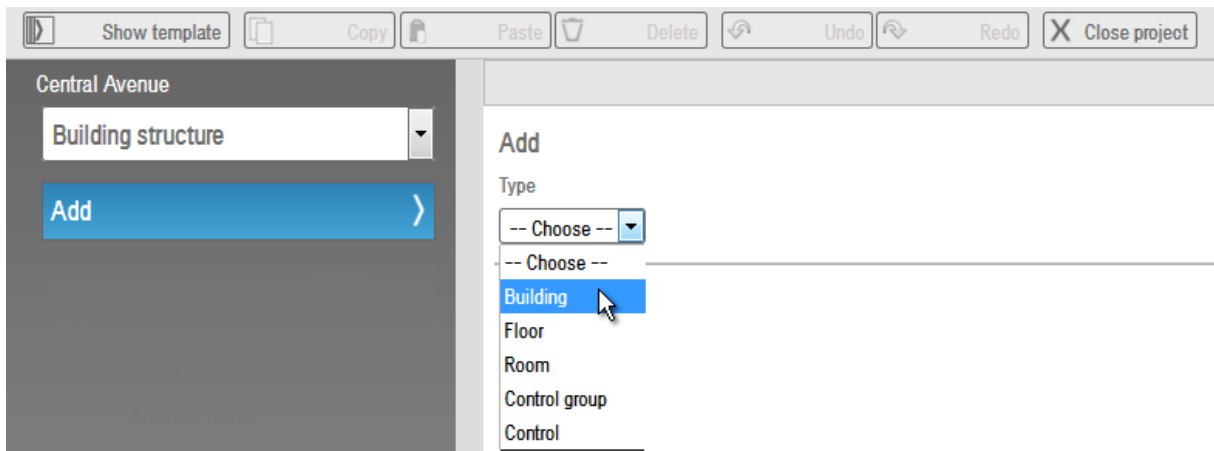 Show template Copy Paste Delete Undo Redo Close project
Central Avenue
Building structure
Add
Add
Type
-- Choose --
-- Choose --
Building
Floor
Room
Control group
Control